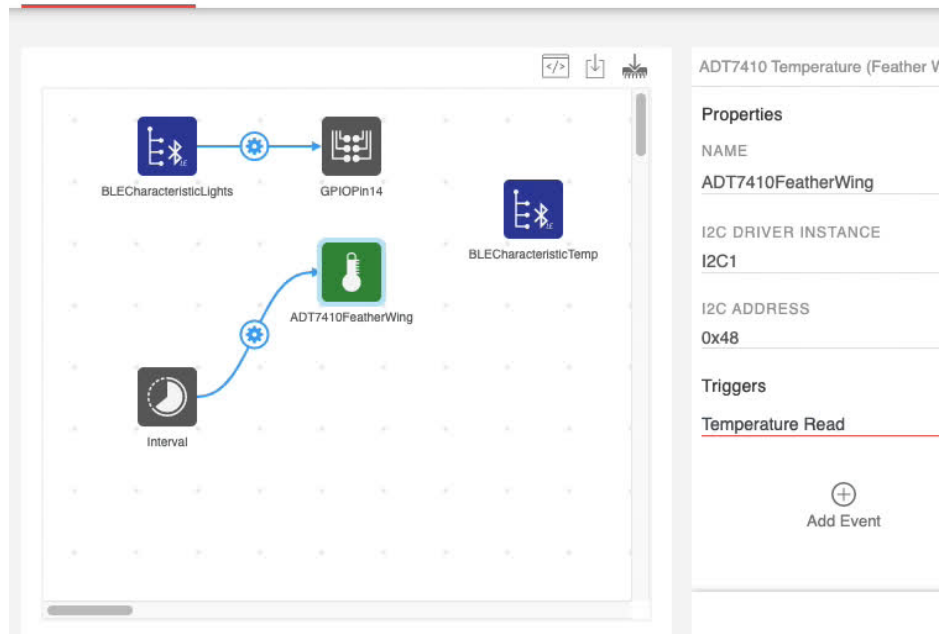 BLECharacteristicLights
GPIOPin14
BLECharacteristicTemp
ADT7410FeatherWing
Interval
ADT7410 Temperature (Feather
Properties
NAME
ADT7410FeatherWing
I2C DRIVER INSTANCE
I2C1
I2C ADDRESS
0x48
Triggers
Temperature Read
Add Event